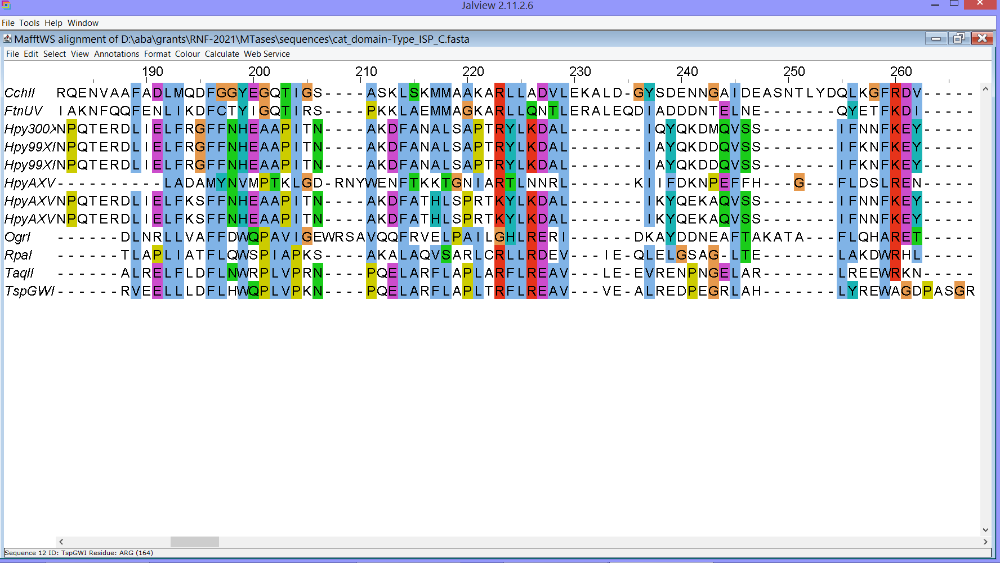 Jalview 2.11.2.6
File Tools Help Window
MafftWS alignment of D:\aba\grants\RNF-2021\MTases\sequences\cat_domain-Type_ISP_C.fasta
File Edit Select View Annotations Format Colour Calculate Web Service
190 200 210 220 230 240 250 260
CchII RQENVAAFADLMQDFGGYEGQTIGS----ASKLSKMMAAKARLLADVLEKALD-GYSDENNGAIDEASNTLYDQLKGFRDV-----
FtnUV IAKNFQQFENLIKDFCTYIGQTIRS----PKKLAEMMAGKARLLQNTLERALEQDIADDDNTELNE-------QYETFKDI-----
Hpy300XNPQTERDLIELFRGFFNHEAAPITN----AKDFANALSAPTRYLKDAL-------IQYQKDMQVSS-------IFNNFKEY-----
Hpy99XINPQTERDLIELFRGFFNHEAAPITN----AKDFANALSAPTRYLKDAL-------IAYQKDDQVSS-------IFKNFKEY-----
Hpy99XINPQTERDLIELFRGFFNHEAAPITN----AKDFANALSAPTRYLKDAL-------IAYQKDDQVSS-------IFKNFKEY-----
HpyAXV ----------LADAMYNVMPTKLGD-RNYWENFTKKTGNIARTLNNRL------KIIFDKNPEFFH---G---FLDSLREN-----
HpyAXVNPQTERDLIELFKSFFNHEAAPITN----AKDFATHLSPRTKYLKDAL-------IKYQEKAQVSS-------IFNNFKEY-----
HpyAXVNPQTERDLIELFKSFFNHEAAPITN----AKDFATHLSPRTKYLKDAL-------IKYQEKAQVSS-------IFNNFKEY-----
OgrI ------DLNRLLVAFFDWQPAVIGEWRSAVQQFRVELPAILGHLRERI------DKAYDDNEAFTAKATA---FLQHARET-----
RpaI ------TLAPLIATFLQWSPIAPKS----AKALAQVSARLCRLLRDEV---IE-QLELGSAG-LTE-------LAKDWRHL-----
TaqII ------ALRELFLDFLNWRPLVPRN----PQELARFLAPLARFLREAV---LE-EVRENPNGELAR-------LREEWRKN-----
TspGWI------RVEELLLDFLHWQPLVPKN----PQELARFLAPLTRFLREAV---VE-ALREDPEGRLAH-------LYREWAGDPASGR
Sequence 12 ID: TspGWI Residue: ARG (164)